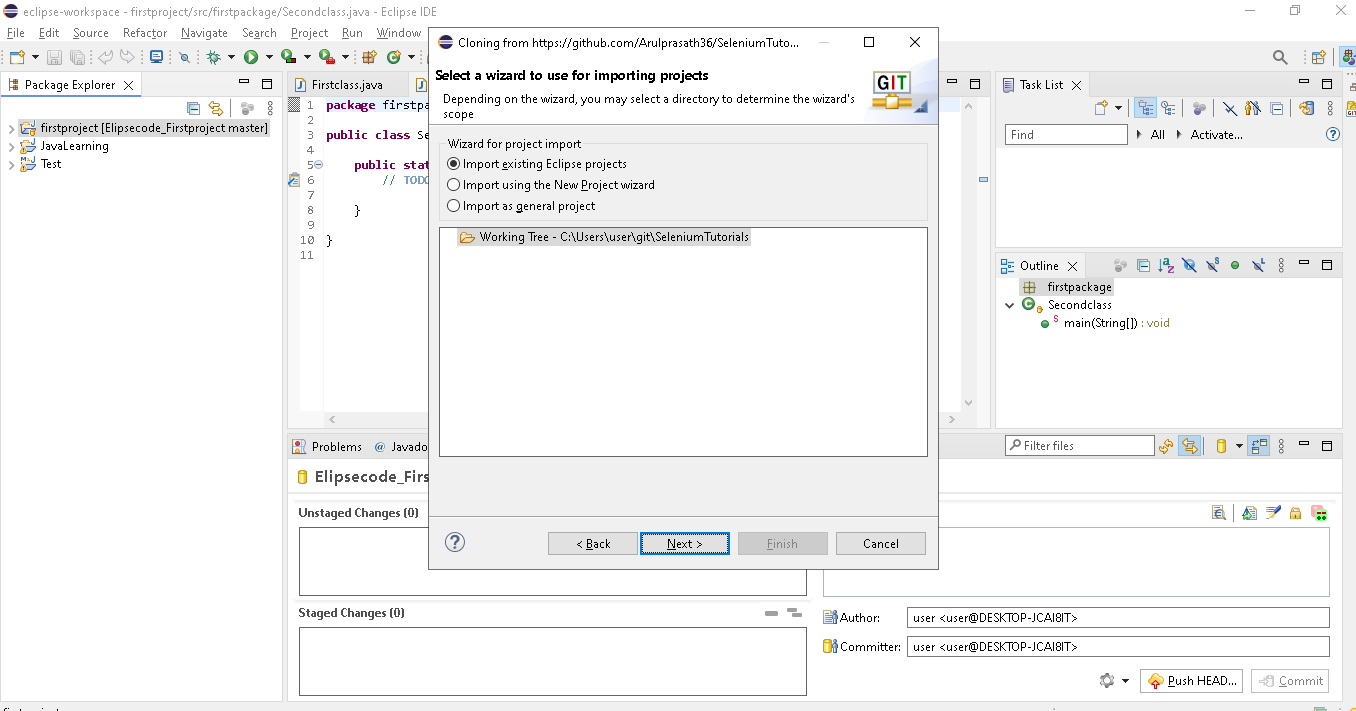 eclipse-workspace - firstproject/src/firstpackage/Secondclass.java - Eclipse IDE
File Edit Source Refactor Navigate Search Project Run Window
Package Explorer
firstproject [Elipsecode_Firstproject master]
JavaLearning
Test
Firstclass.java
1 package firstpa
2
3 public class Se
4
5 public stat
6 // TODO
7
8 }
9
10 }
11
Cloning from https://github.com/Arulprasath36/SeleniumTuto...
Select a wizard to use for importing projects
Depending on the wizard, you may select a directory to determine the wizard's
scope
GIT
Wizard for project import
Import existing Eclipse projects
Import using the New Project wizard
Import as general project
Working Tree - C:\Users\user\git\SeleniumTutorials
< Back Next > Finish Cancel
Task List
Find All Activate...
Outline
firstpackage
Secondclass
main(String[]) : void
Problems @ Javado
Filter files
Elipsecode_Firs
Unstaged Changes (0)
Staged Changes (0)
Author: user <user@DESKTOP-JCAI8IT>
Committer: user <user@DESKTOP-JCAI8IT>
Push HEAD... Commit